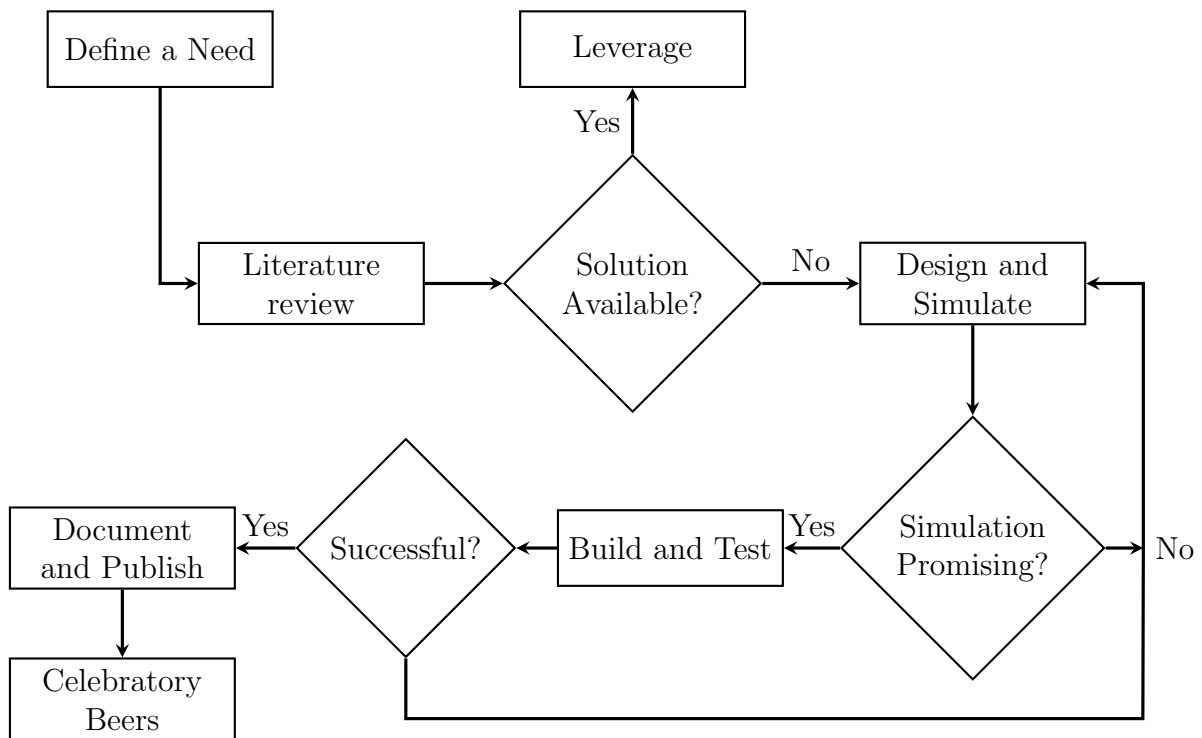 Define a Need
Leverage
Yes
Literature
review
Solution
Available?
No
Design and
Simulate
Simulation
Promising?
No
Yes
Build and Test
Successful?
Yes
Document
and Publish
Celebratory
Beers